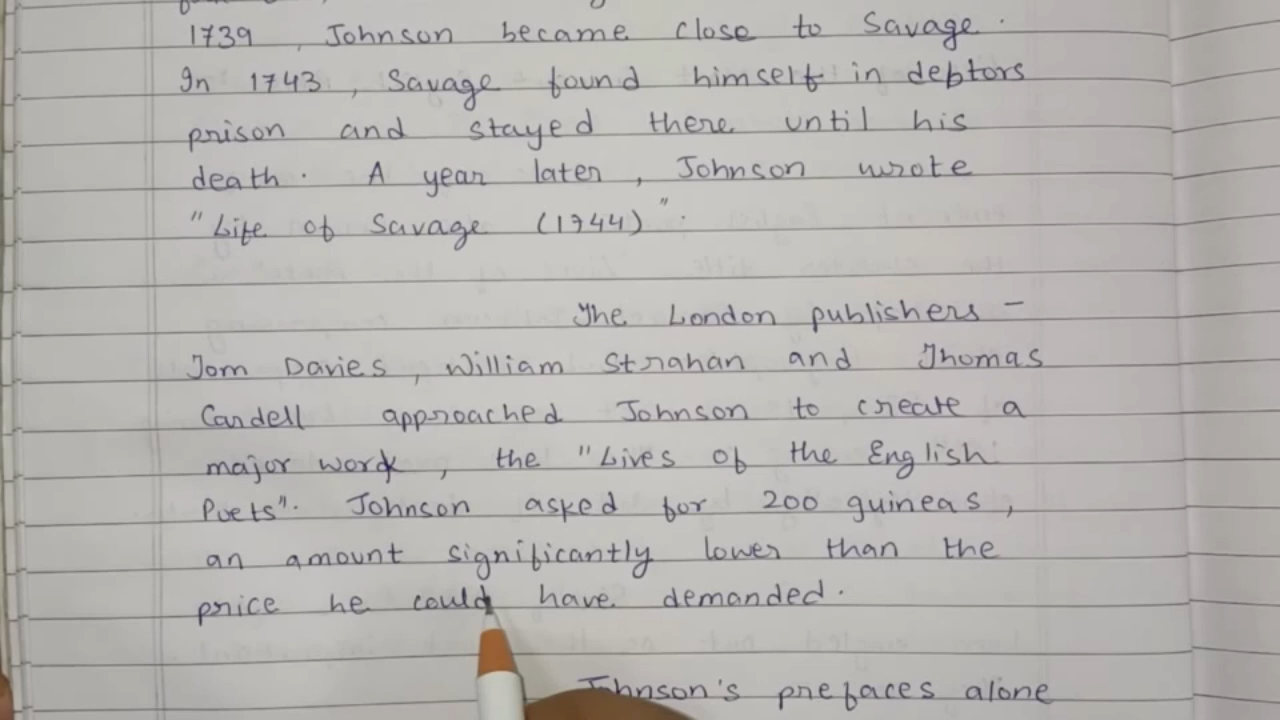 1739 , Johnson became close to Savage .
In 1743 , Savage found himself in debtors
prison and stayed there until his
death . A year later , Johnson wrote
" Life of Savage (1744) " .
The London publishers -
Tom Davies , William Strahan and Thomas
Candell approached Johnson to create a
major work , the " Lives of the English
Poets" . Johnson asked for 200 guineas ,
an amount significantly lower than the
price he could have demanded .
Johnson's prefaces alone